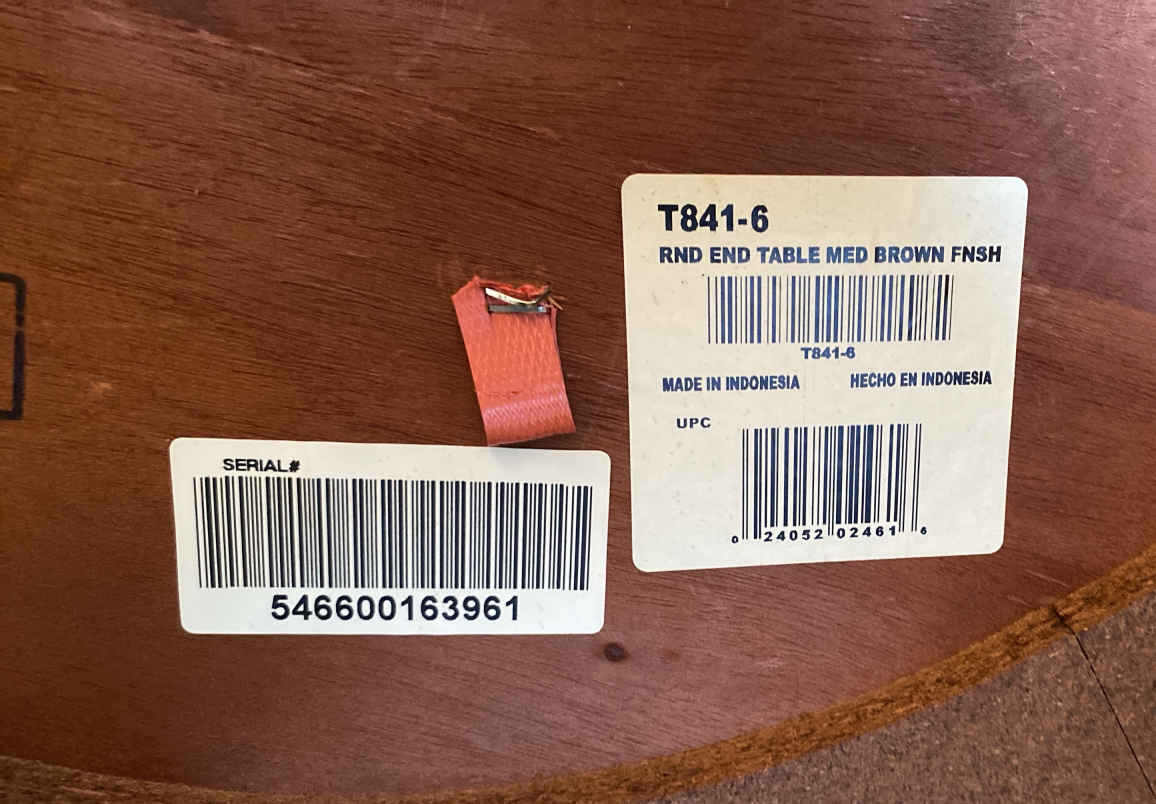 T841-6
RND END TABLE MED BROWN FNSH
T841-6
MADE IN INDONESIA HECHO EN INDONESIA
UPC
0 24052 02461 6
SERIAL#
546600163961